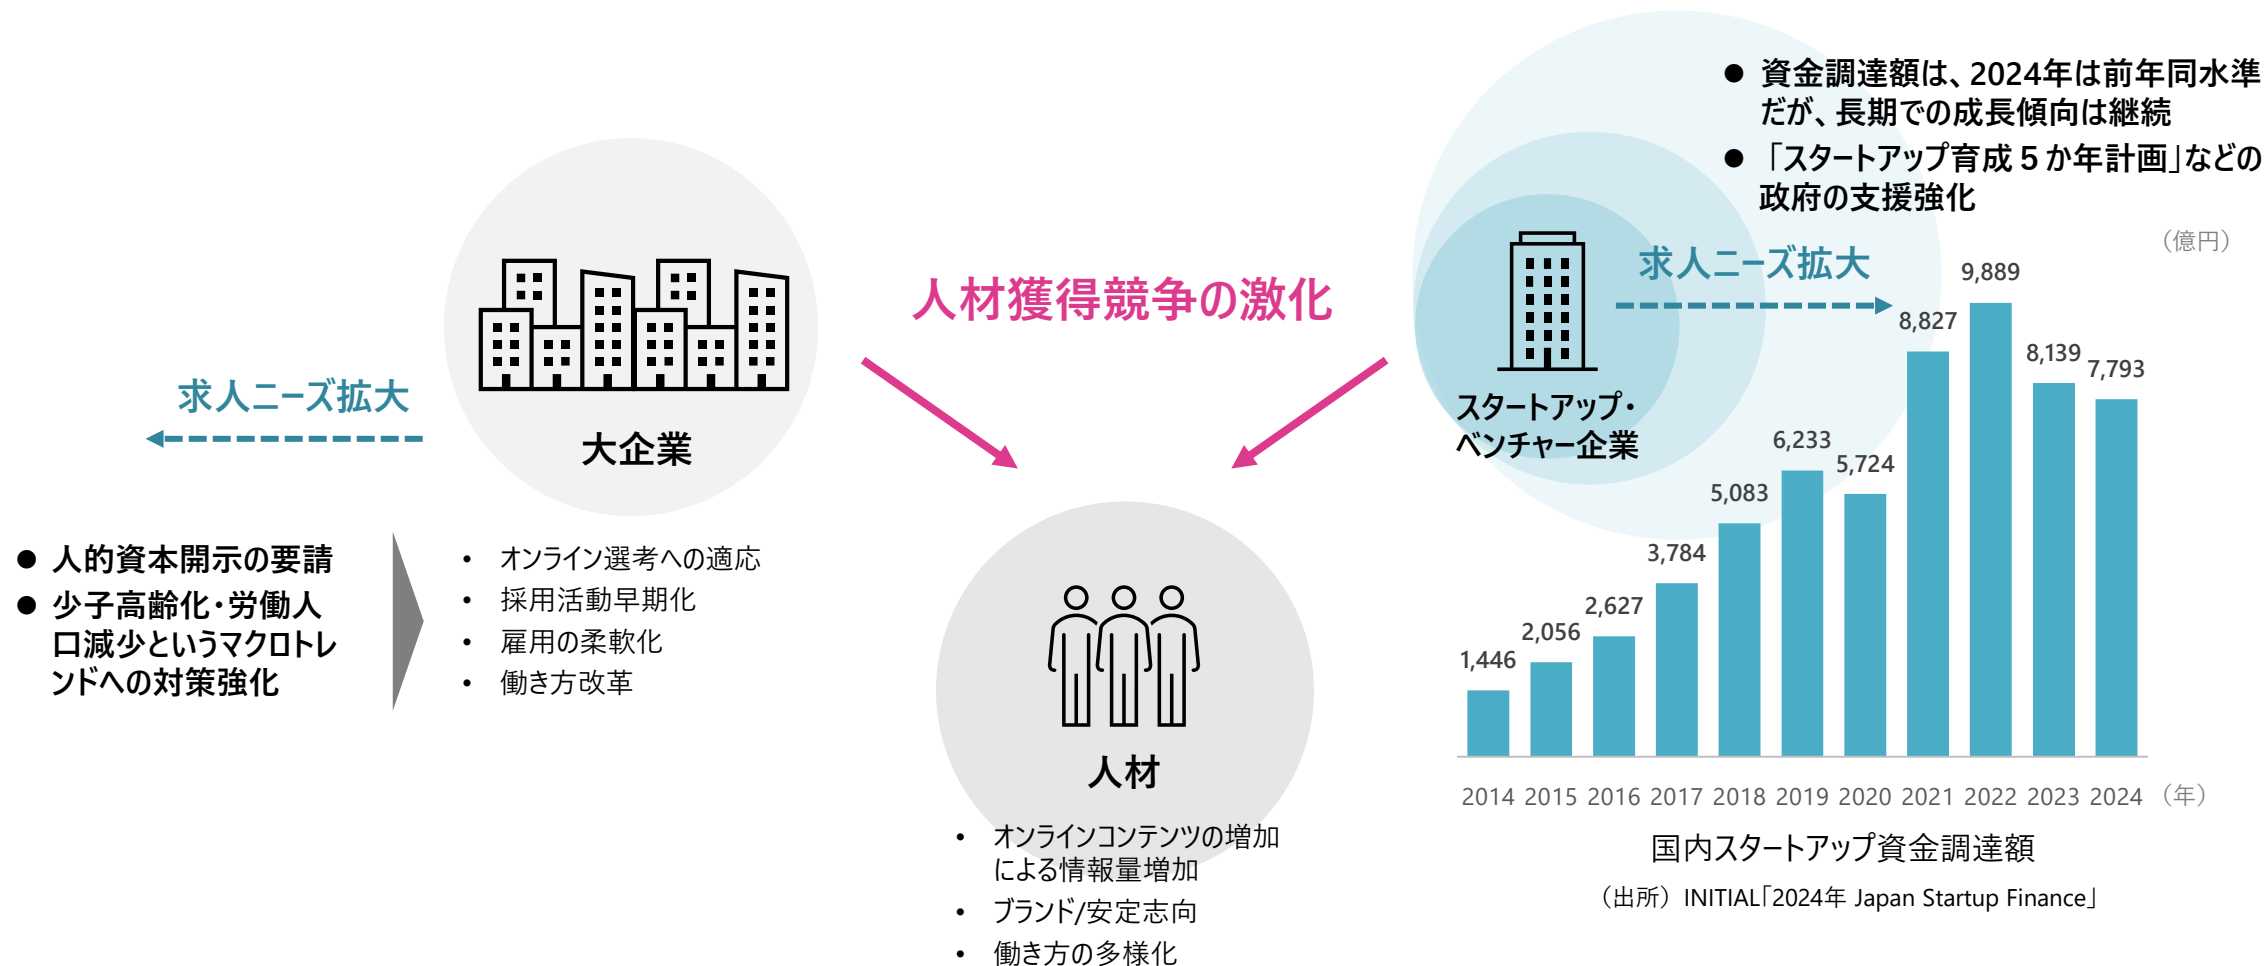 ● 資金調達額は、2024年は前年同水準
だが、長期での成長傾向は継続
● 「スタートアップ育成５か年計画」などの
政府の支援強化
（億円）
人材獲得競争の激化
求人ニーズ拡大
求人ニーズ拡大
大企業
スタートアップ・
ベンチャー企業
● 人的資本開示の要請
● 少子高齢化・労働人
口減少というマクロトレ
ンドへの対策強化
• オンライン選考への適応
• 採用活動早期化
• 雇用の柔軟化
• 働き方改革
人材
• オンラインコンテンツの増加
による情報量増加
• ブランド/安定志向
• 働き方の多様化
1,446
2,056
2,627
3,784
5,083
6,233
5,724
8,827
9,889
8,139
7,793
2014 2015 2016 2017 2018 2019 2020 2021 2022 2023 2024 （年）
国内スタートアップ資金調達額
（出所）INITIAL「2024年 Japan Startup Finance」